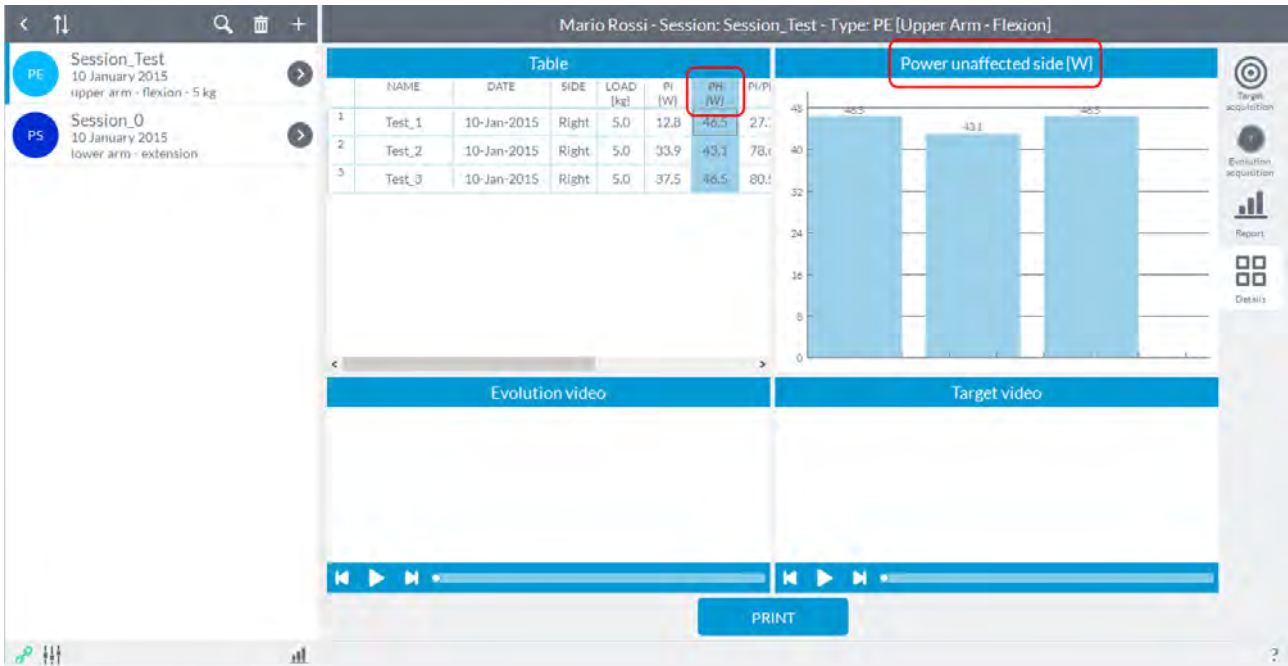 Mario Rossi - Session: Session_Test - Type: PE [Upper Arm - Flexion]
PE
Session_Test
10 January 2015
upper arm - flexion - 5 kg
PS
Session_0
10 January 2015
lower arm - extension
Table
NAME DATE SIDE LOAD [kg] PI [W] PH [W]
1 Test_1 10-Jan-2015 Right 5.0 12.8 46.5
2 Test_2 10-Jan-2015 Right 5.0 33.9 43.1
3 Test_3 10-Jan-2015 Right 5.0 37.5 46.5
Power unaffected side [W]
48
40
32
24
16
8
0
46.5
43.1
46.5
Target acquisition
Evolution acquisition
Report
Details
Evolution video
Target video
PRINT
?